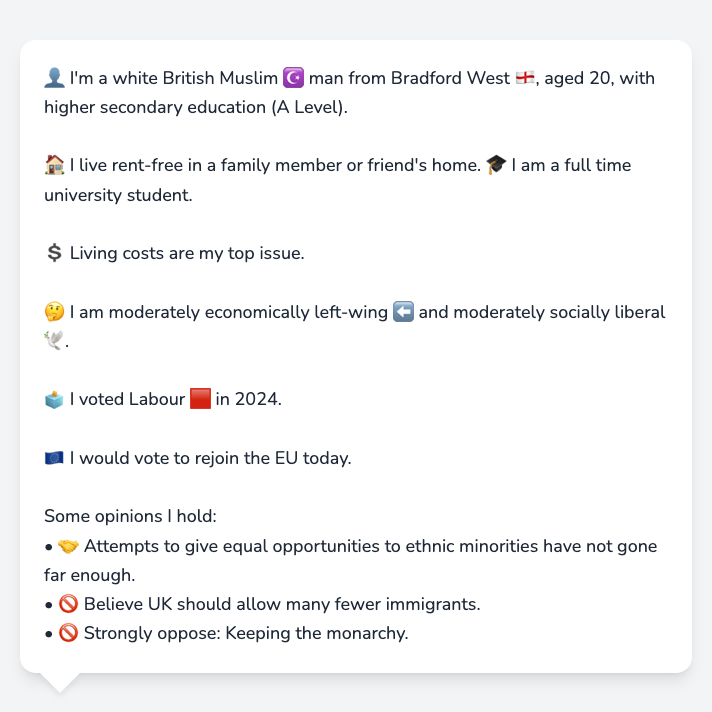 👤 I'm a white British Muslim ☪️ man from Bradford West 🏴󠁧󠁢󠁥󠁮󠁧󠁿, aged 20, with
higher secondary education (A Level).
🏠 I live rent-free in a family member or friend's home. 🎓 I am a full time
university student.
💲 Living costs are my top issue.
🤔 I am moderately economically left-wing ⬅️ and moderately socially liberal
🕊️.
🗳️ I voted Labour 🟥 in 2024.
🇪🇺 I would vote to rejoin the EU today.
Some opinions I hold:
• 🤝 Attempts to give equal opportunities to ethnic minorities have not gone
far enough.
• 🚫 Believe UK should allow many fewer immigrants.
• 🚫 Strongly oppose: Keeping the monarchy.